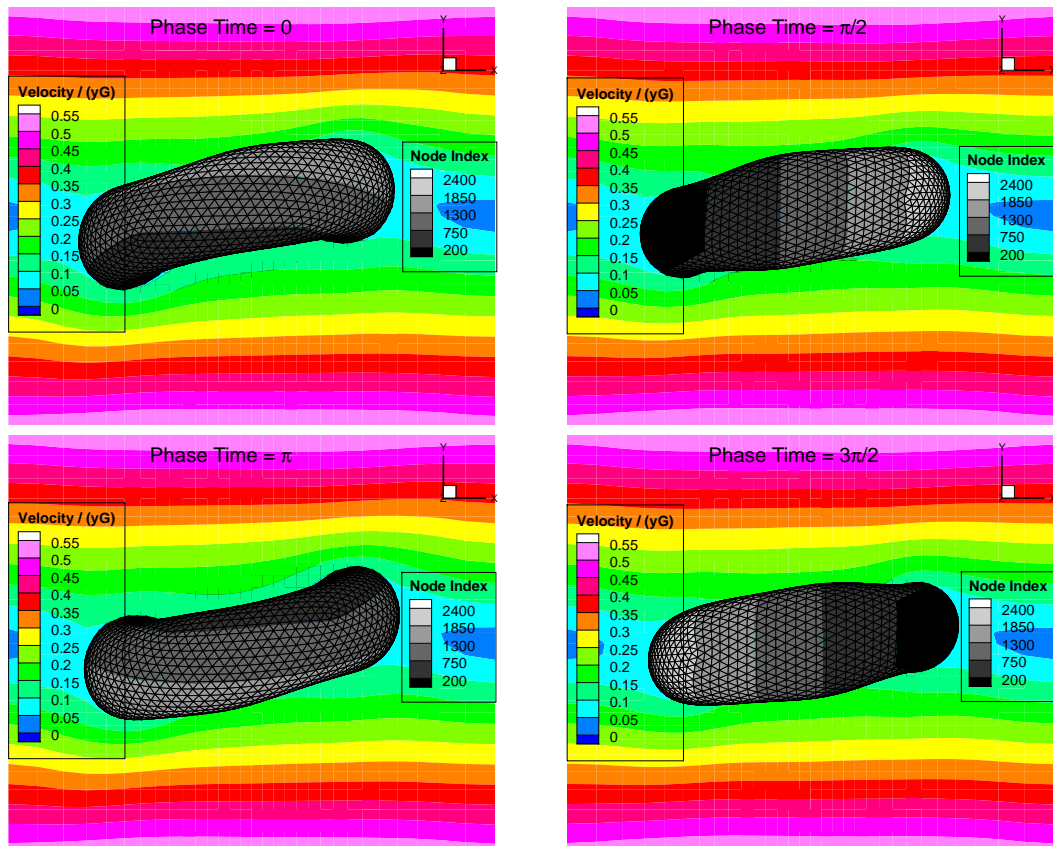 Phase Time = 0
Y
Z
X
Velocity / (yG)
0.55
0.5
0.45
0.4
0.35
0.3
0.25
0.2
0.15
0.1
0.05
0
Node Index
2400
1850
1300
750
200
Phase Time = π/2
Y
Z
X
Velocity / (yG)
0.55
0.5
0.45
0.4
0.35
0.3
0.25
0.2
0.15
0.1
0.05
0
Node Index
2400
1850
1300
750
200
Phase Time = π
Y
Z
X
Velocity / (yG)
0.55
0.5
0.45
0.4
0.35
0.3
0.25
0.2
0.15
0.1
0.05
0
Node Index
2400
1850
1300
750
200
Phase Time = 3π/2
Y
Z
X
Velocity / (yG)
0.55
0.5
0.45
0.4
0.35
0.3
0.25
0.2
0.15
0.1
0.05
0
Node Index
2400
1850
1300
750
200